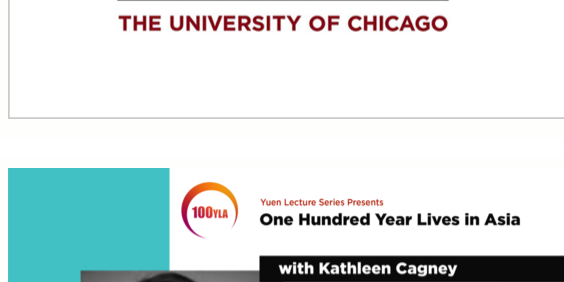 THE UNIVERSITY OF CHICAGO
100YLA
Yuen Lecture Series Presents
One Hundred Year Lives in Asia
with Kathleen Cagney